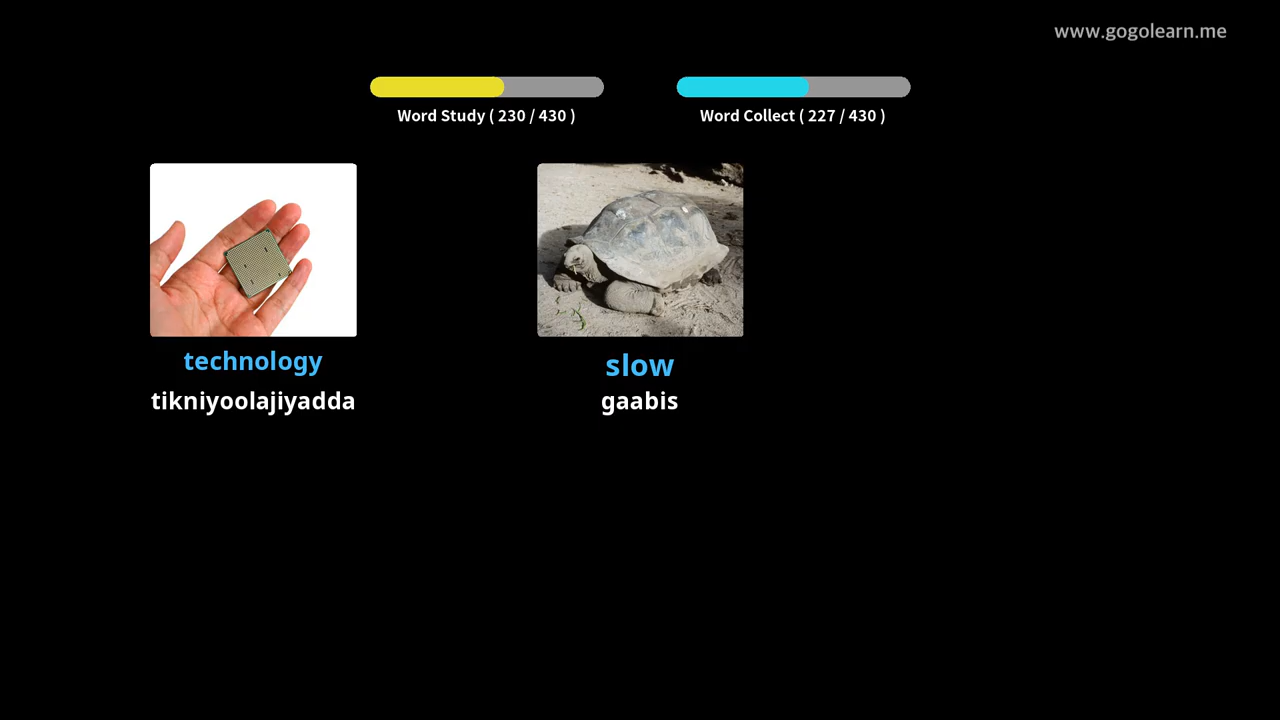 www.gogolearn.me
Word Study ( 230 / 430 )
Word Collect ( 227 / 430 )
technology
tikniyoolajiyadda
slow
gaabis